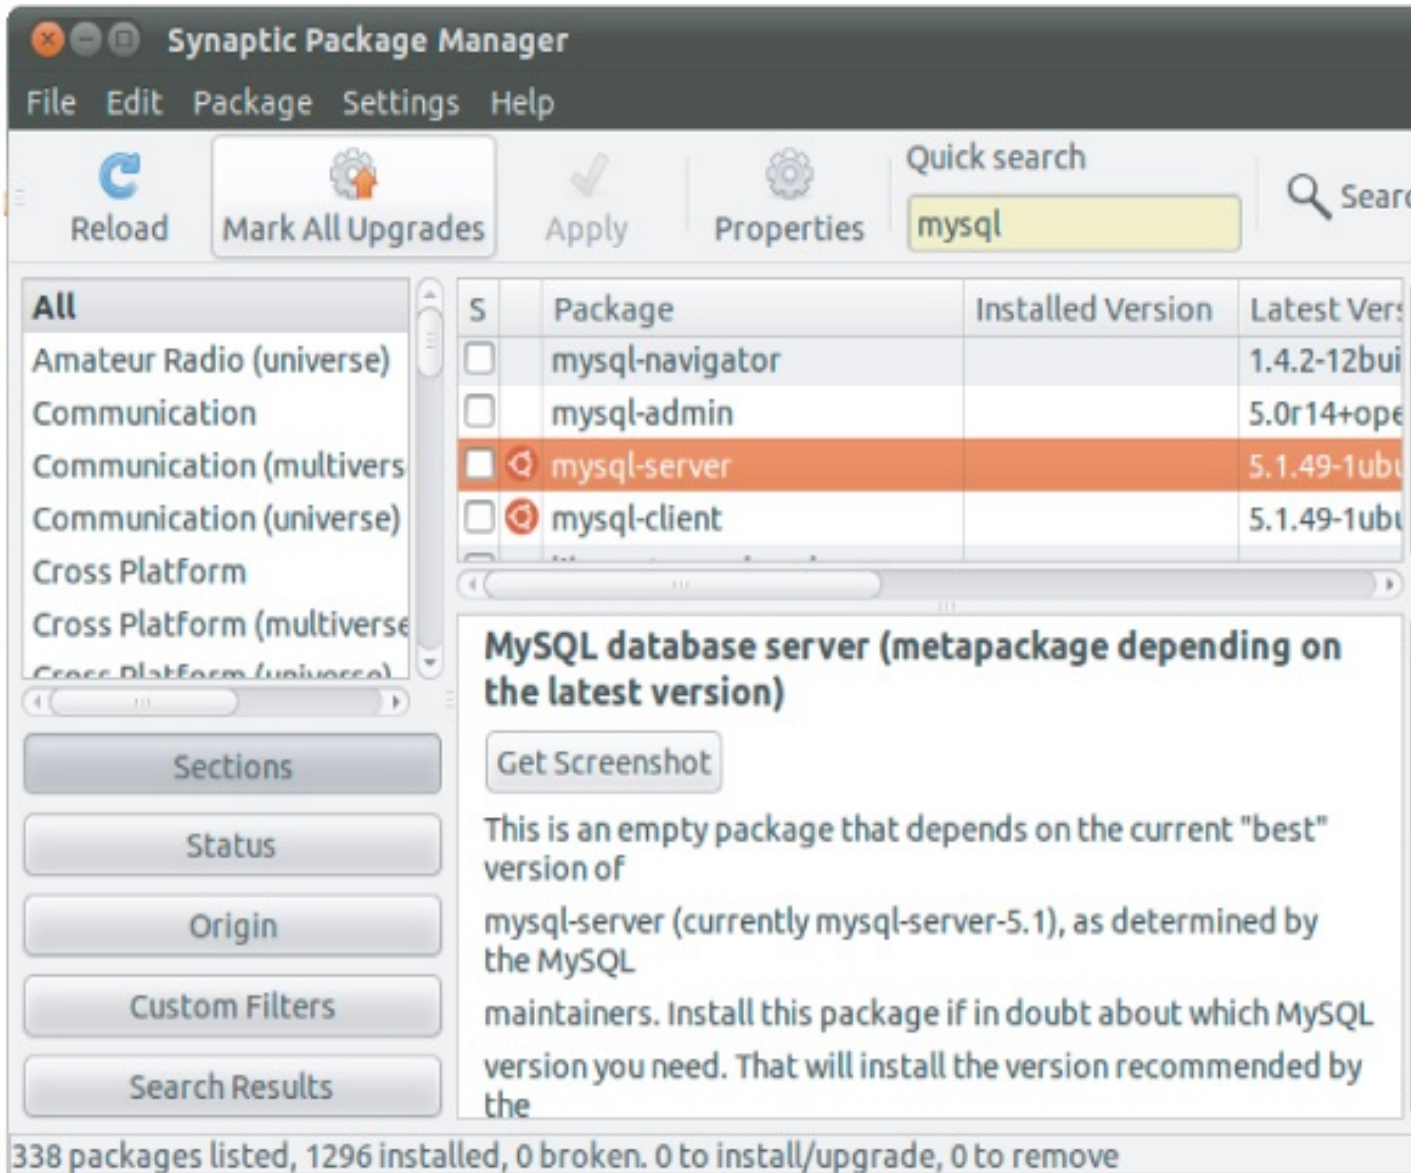 Synaptic Package Manager
File Edit Package Settings Help
Reload
Mark All Upgrades
Apply
Properties
Quick search
mysql
Searc
All
Amateur Radio (universe)
Communication
Communication (multivers
Communication (universe)
Cross Platform
Cross Platform (multiverse
Cross Platform (universe)
Sections
Status
Origin
Custom Filters
Search Results
S Package Installed Version Latest Vers
mysql-navigator 1.4.2-12bui
mysql-admin 5.0r14+ope
mysql-server 5.1.49-1ubu
mysql-client 5.1.49-1ubu
MySQL database server (metapackage depending on
the latest version)
Get Screenshot
This is an empty package that depends on the current "best"
version of
mysql-server (currently mysql-server-5.1), as determined by
the MySQL
maintainers. Install this package if in doubt about which MySQL
version you need. That will install the version recommended by
the
338 packages listed, 1296 installed, 0 broken. 0 to install/upgrade, 0 to remove